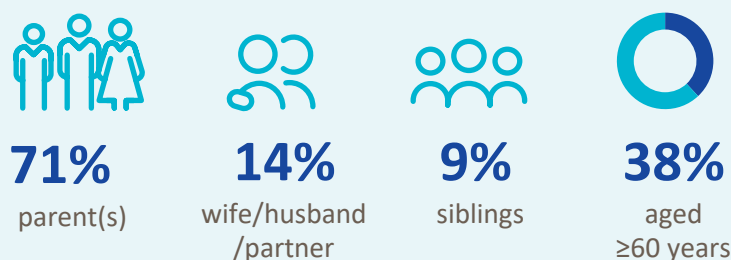 71%
parent(s)
14%
wife/husband
/partner
9%
siblings
38%
aged
≥60 years